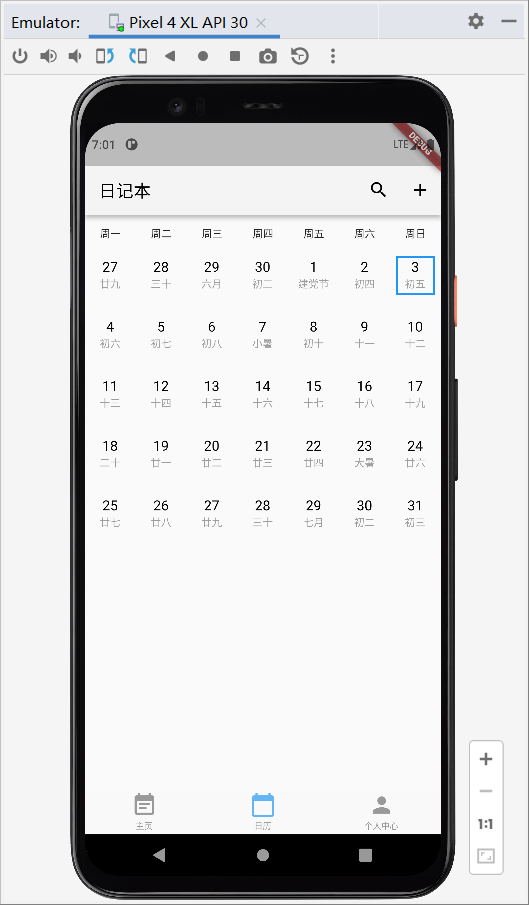 Emulator: Pixel 4 XL API 30
7:01 LTE DEBUG
日记本
周一 周二 周三 周四 周五 周六 周日
27 28 29 30 1 2 3
廿九 三十 六月 初二 建党节 初四 初五
4 5 6 7 8 9 10
初六 初七 初八 小暑 初十 十一 十二
11 12 13 14 15 16 17
十三 十四 十五 十六 十七 十八 十九
18 19 20 21 22 23 24
二十 廿一 廿二 廿三 廿四 大暑 廿六
25 26 27 28 29 30 31
廿七 廿八 廿九 三十 七月 初二 初三
主页 日历 个人中心
1:1